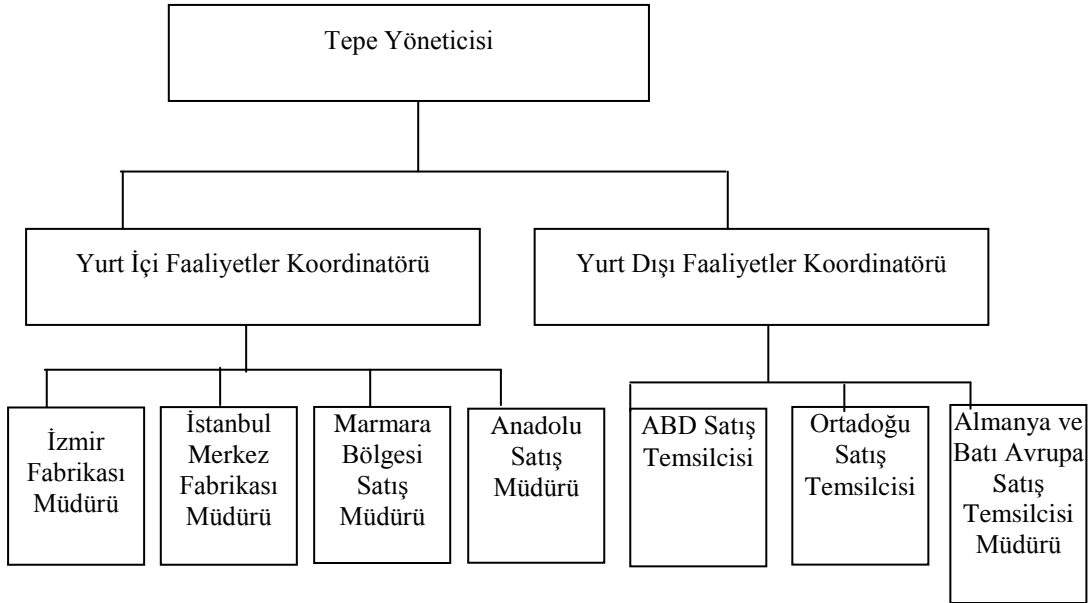 Tepe Yöneticisi
Yurt İçi Faaliyetler Koordinatörü
Yurt Dışı Faaliyetler Koordinatörü
İzmir
Fabrikası
Müdürü
İstanbul
Merkez
Fabrikası
Müdürü
Marmara
Bölgesi
Satış
Müdürü
Anadolu
Satış
Müdürü
ABD Satış
Temsilcisi
Ortadoğu
Satış
Temsilcisi
Almanya ve
Batı Avrupa
Satış
Temsilcisi
Müdürü